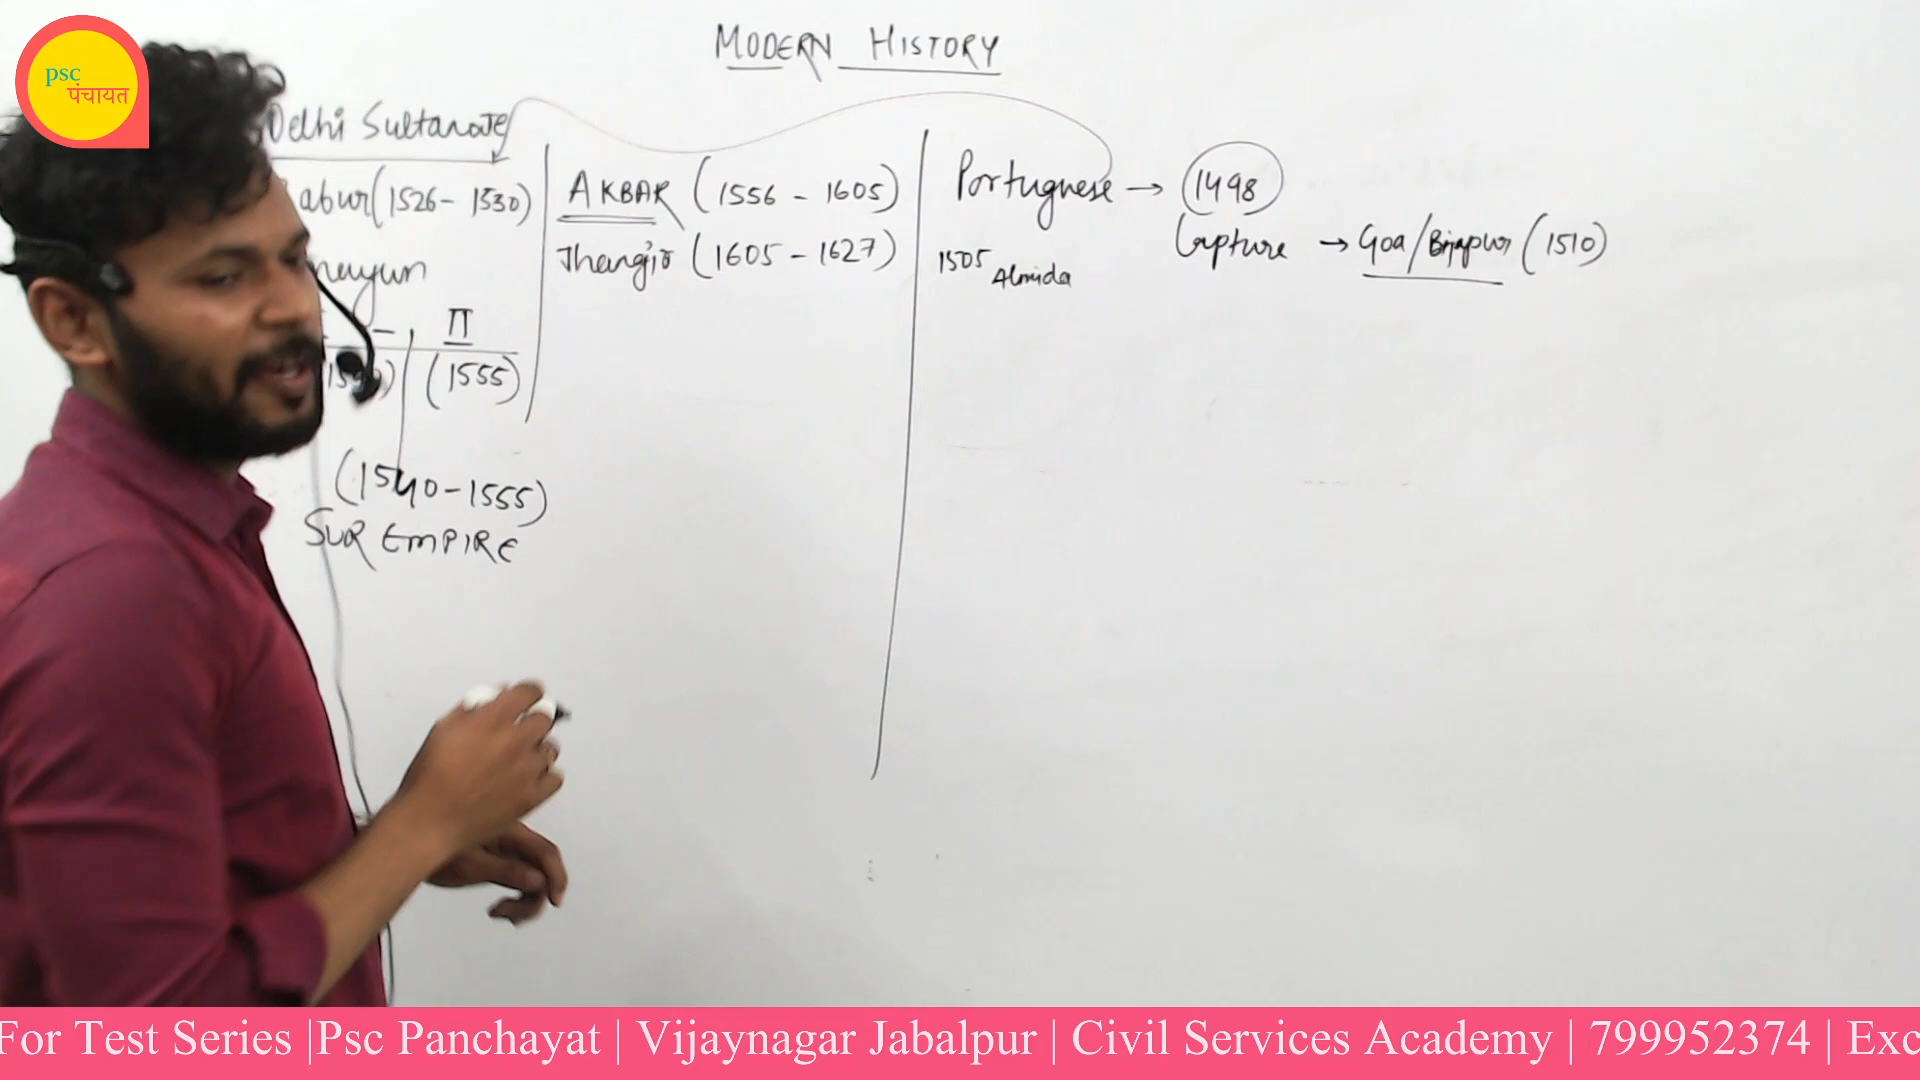 psc
पंचायत
MODERN HISTORY
Delhi Sultanate
abur (1526 - 1530)
mayun
II
(1555)
(1540 - 1555)
SUR EMPIRE
AKBAR (1556 - 1605)
Jhangir (1605 - 1627)
Portuguese → 1498
Capture → Goa/Bijapur (1510)
1505 Almida
For Test Series |Psc Panchayat | Vijaynagar Jabalpur | Civil Services Academy | 799952374 | Exc